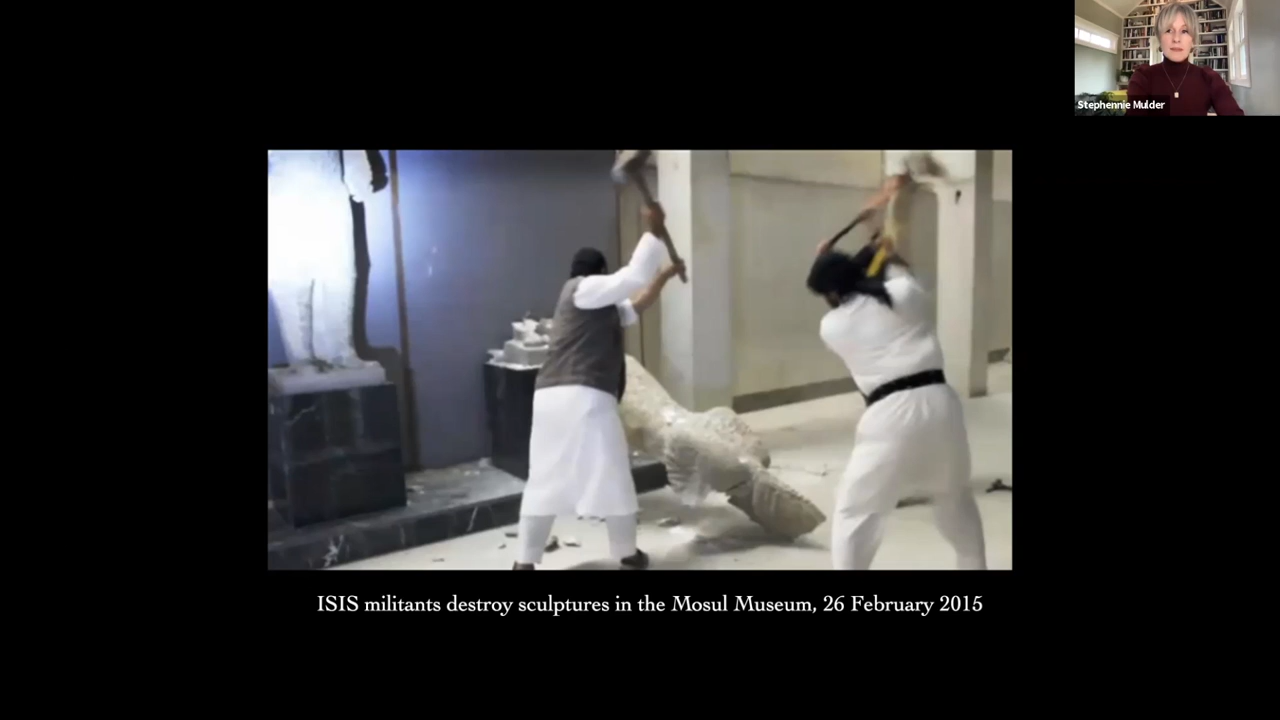 Stephennie Mulder
ISIS militants destroy sculptures in the Mosul Museum, 26 February 2015